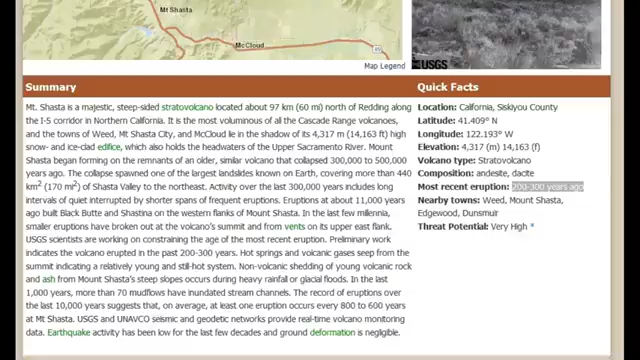 Mt Shasta
McCloud
Map Legend
USGS
Summary
Mt. Shasta is a majestic, steep-sided stratovolcano located about 97 km (60 mi) north of Redding along
the I-5 corridor in Northern California. It is the most voluminous of all the Cascade Range volcanoes,
and the towns of Weed, Mt Shasta City, and McCloud lie in the shadow of its 4,317 m (14,163 ft) high
snow- and ice-clad edifice, which also holds the headwaters of the Upper Sacramento River. Mount
Shasta began forming on the remnants of an older, similar volcano that collapsed 300,000 to 500,000
years ago. The collapse spawned one of the largest landslides known on Earth, covering more than 440
km² (170 mi²) of Shasta Valley to the northeast. Activity over the last 300,000 years includes long
intervals of quiet interrupted by shorter spans of frequent eruptions. Eruptions at about 11,000 years
ago built Black Butte and Shastina on the western flanks of Mount Shasta. In the last few millennia,
smaller eruptions have broken out at the volcano's summit and from vents on its upper east flank.
USGS scientists are working on constraining the age of the most recent eruption. Preliminary work
indicates the volcano erupted in the past 200-300 years. Hot springs and volcanic gases seep from the
summit indicating a relatively young and still-hot system. Non-volcanic shedding of young volcanic rock
and ash from Mount Shasta's steep slopes occurs during heavy rainfall or glacial floods. In the last
1,000 years, more than 70 mudflows have inundated stream channels. The record of eruptions over
the last 10,000 years suggests that, on average, at least one eruption occurs every 800 to 600 years
at Mt Shasta. USGS and UNAVCO seismic and geodetic networks provide real-time volcano monitoring
data. Earthquake activity has been low for the last few decades and ground deformation is negligible.
Quick Facts
Location: California, Siskiyou County
Latitude: 41.409° N
Longitude: 122.193° W
Elevation: 4,317 (m) 14,163 (f)
Volcano type: Stratovolcano
Composition: andesite, dacite
Most recent eruption: 200-300 years ago
Nearby towns: Weed, Mount Shasta,
Edgewood, Dunsmuir
Threat Potential: Very High *